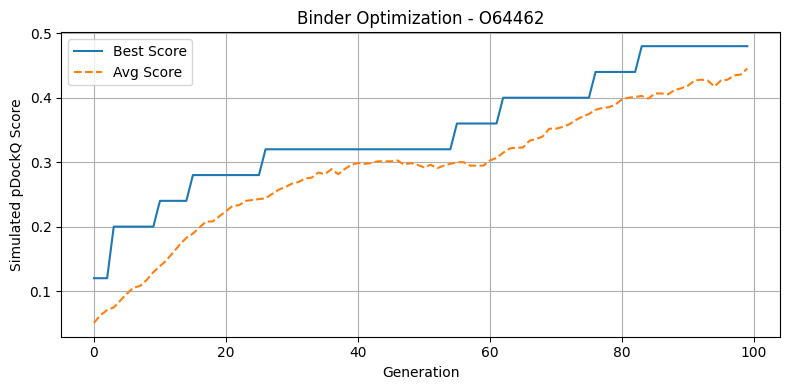 Binder Optimization - O64462
Best Score
Avg Score
Simulated pDockQ Score
0.5
0.4
0.3
0.2
0.1
0
20
40
60
80
100
Generation